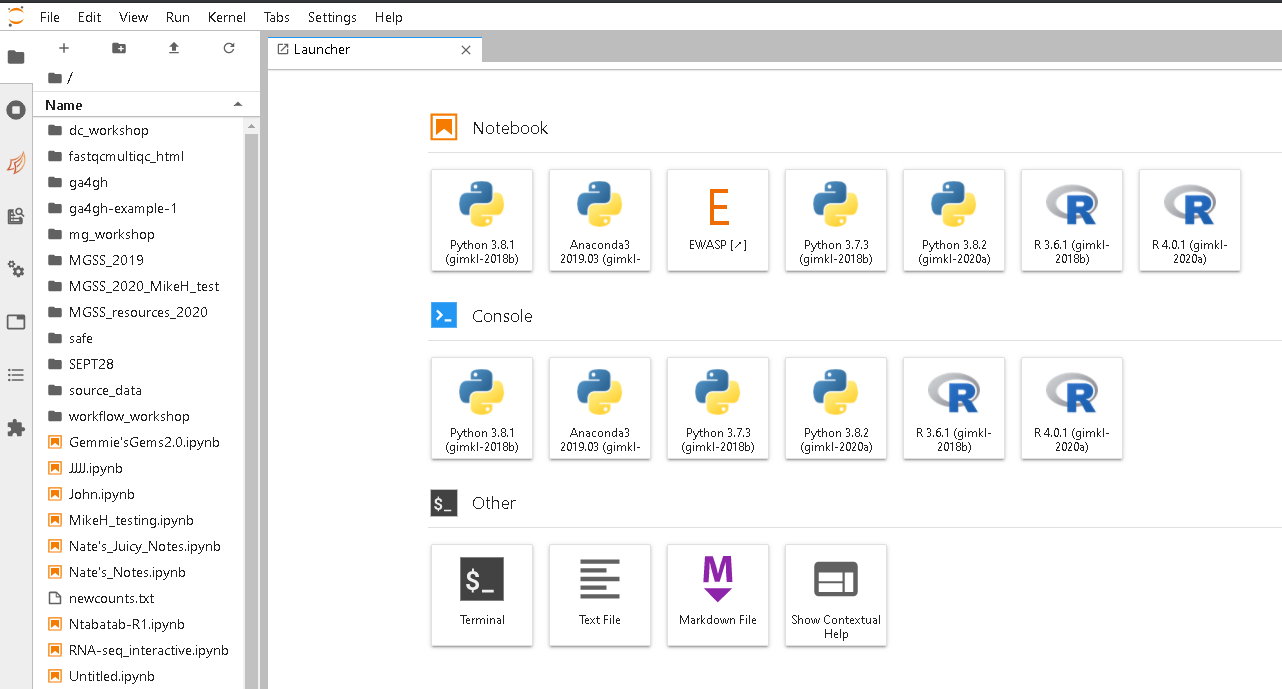 File Edit View Run Kernel Tabs Settings Help
Launcher
/
Name
dc_workshop
fastqcmultiqc_html
ga4gh
ga4gh-example-1
mg_workshop
MGSS_2019
MGSS_2020_MikeH_test
MGSS_resources_2020
safe
SEPT28
source_data
workflow_workshop
Gemmie'sGems2.0.ipynb
JJJJ.ipynb
John.ipynb
MikeH_testing.ipynb
Nate's_Juicy_Notes.ipynb
Nate's_Notes.ipynb
newcounts.txt
Ntabatab-R1.ipynb
RNA-seq_interactive.ipynb
Untitled.ipynb
Notebook
Python 3.8.1
(gimkl-2018b)
Anaconda3
2019.03 (gimkl-
E
EWASP [↗]
Python 3.7.3
(gimkl-2018b)
Python 3.8.2
(gimkl-2020a)
R
R 3.6.1 (gimkl-
2018b)
R
R 4.0.1 (gimkl-
2020a)
Console
Python 3.8.1
(gimkl-2018b)
Anaconda3
2019.03 (gimkl-
Python 3.7.3
(gimkl-2018b)
Python 3.8.2
(gimkl-2020a)
R
R 3.6.1 (gimkl-
2018b)
R
R 4.0.1 (gimkl-
2020a)
$_ Other
$_
Terminal
Text File
M
Markdown File
Show Contextual
Help